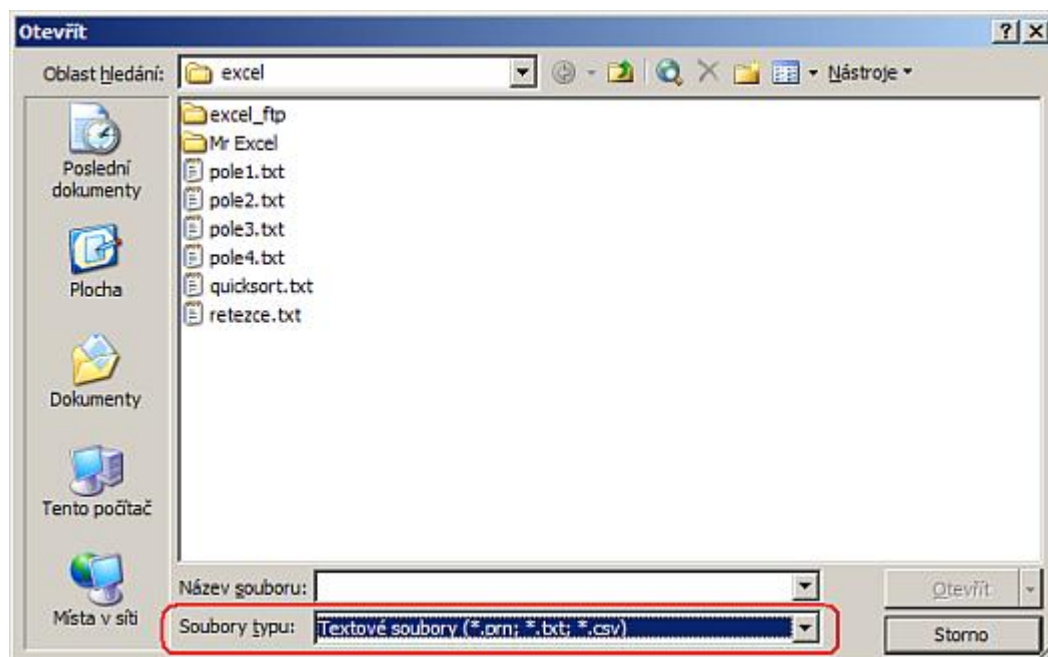 Otevřít
Oblast hledání: excel Nástroje
excel_ftp
Mr Excel
pole1.txt
pole2.txt
pole3.txt
pole4.txt
quicksort.txt
retezce.txt
Poslední
dokumenty
Plocha
Dokumenty
Tento počítač
Místa v síti
Název souboru:
Otevřít
Soubory typu: Textové soubory (*.prn; *.txt; *.csv)
Storno